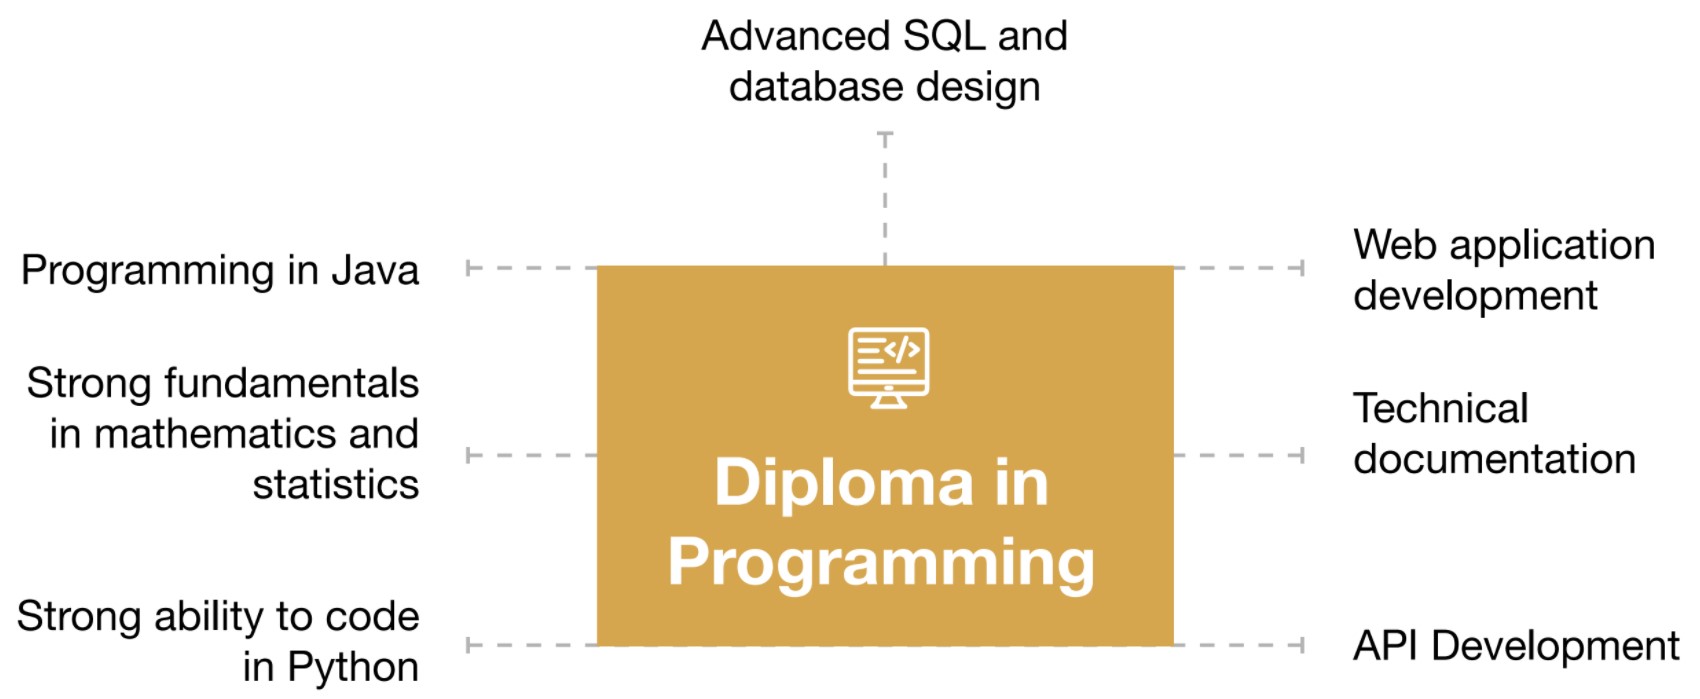 Advanced SQL and
database design
Programming in Java
Strong fundamentals
in mathematics and
statistics
Strong ability to code
in Python
</>
Diploma in
Programming
Web application
development
Technical
documentation
API Development